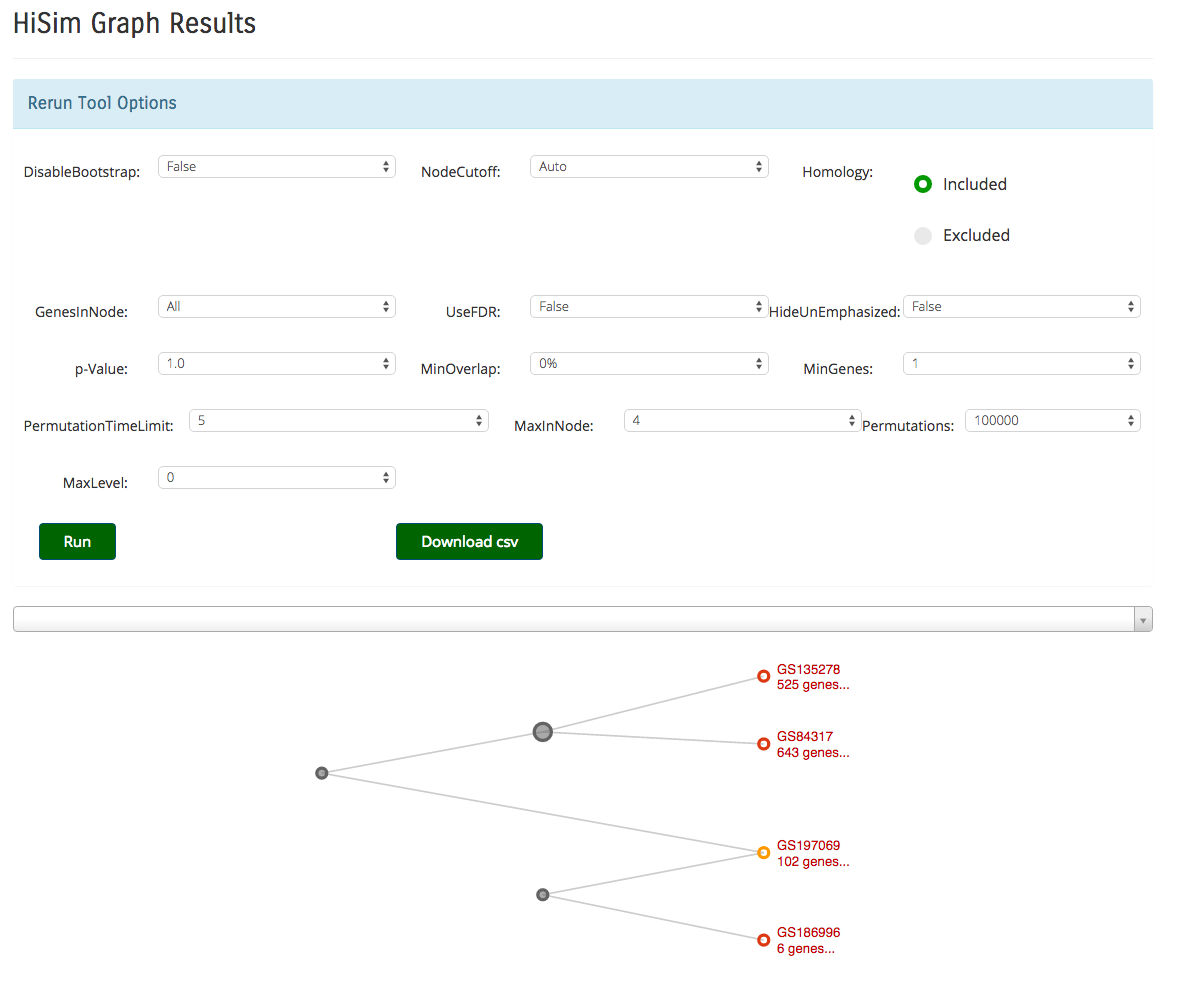 HiSim Graph Results
Rerun Tool Options
DisableBootstrap: False NodeCutoff: Auto Homology: Included
Excluded
GenesInNode: All UseFDR: False HideUnEmphasized: False
p-Value: 1.0 MinOverlap: 0% MinGenes: 1
PermutationTimeLimit: 5 MaxInNode: 4 Permutations: 100000
MaxLevel: 0
Run Download csv
GS135278
525 genes...
GS84317
643 genes...
GS197069
102 genes...
GS186996
6 genes...